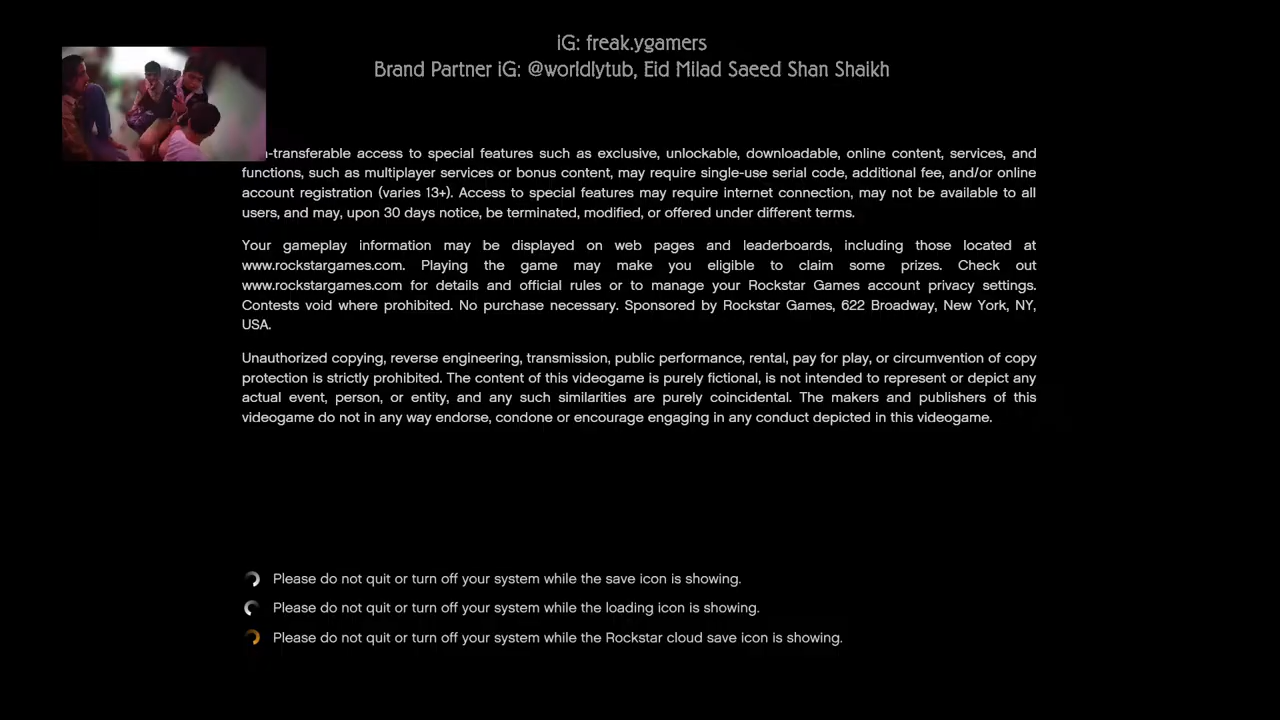 iG: freak.ygamers
Brand Partner iG: @worldlytub, Eid Milad Saeed Shan Shaikh
-transferable access to special features such as exclusive, unlockable, downloadable, online content, services, and
functions, such as multiplayer services or bonus content, may require single-use serial code, additional fee, and/or online
account registration (varies 13+). Access to special features may require internet connection, may not be available to all
users, and may, upon 30 days notice, be terminated, modified, or offered under different terms.
Your gameplay information may be displayed on web pages and leaderboards, including those located at
www.rockstargames.com. Playing the game may make you eligible to claim some prizes. Check out
www.rockstargames.com for details and official rules or to manage your Rockstar Games account privacy settings.
Contests void where prohibited. No purchase necessary. Sponsored by Rockstar Games, 622 Broadway, New York, NY,
USA.
Unauthorized copying, reverse engineering, transmission, public performance, rental, pay for play, or circumvention of copy
protection is strictly prohibited. The content of this videogame is purely fictional, is not intended to represent or depict any
actual event, person, or entity, and any such similarities are purely coincidental. The makers and publishers of this
videogame do not in any way endorse, condone or encourage engaging in any conduct depicted in this videogame.
Please do not quit or turn off your system while the save icon is showing.
Please do not quit or turn off your system while the loading icon is showing.
Please do not quit or turn off your system while the Rockstar cloud save icon is showing.